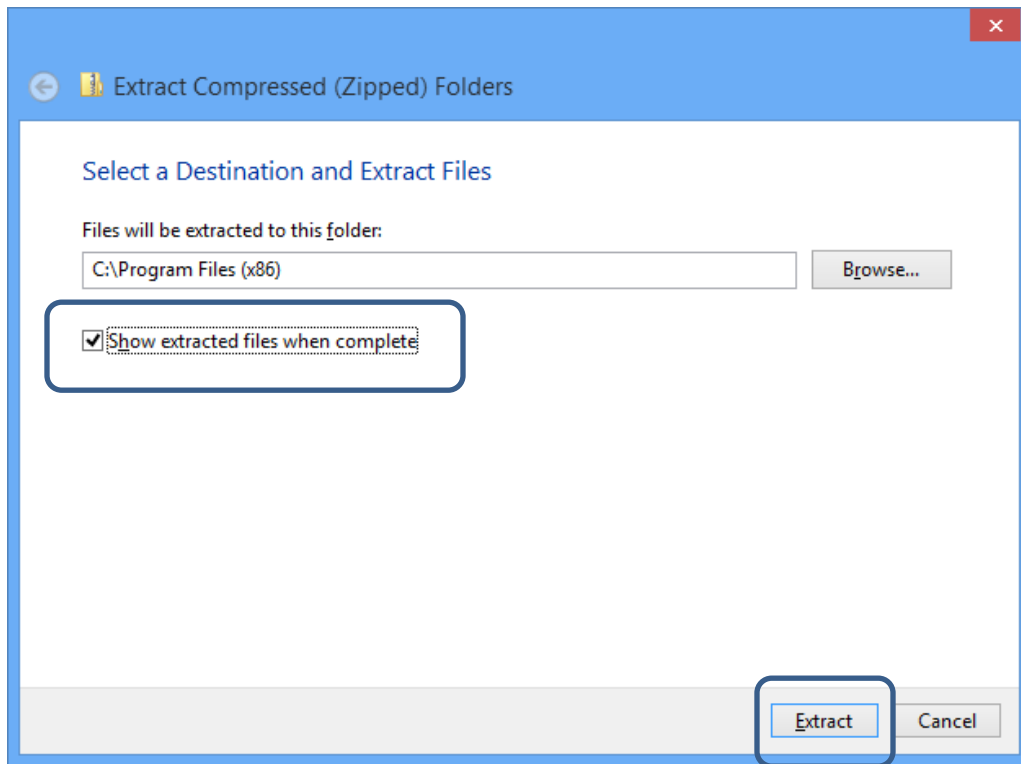 Extract Compressed (Zipped) Folders
Select a Destination and Extract Files
Files will be extracted to this folder:
C:\Program Files (x86)
Browse...
Show extracted files when complete
Extract
Cancel